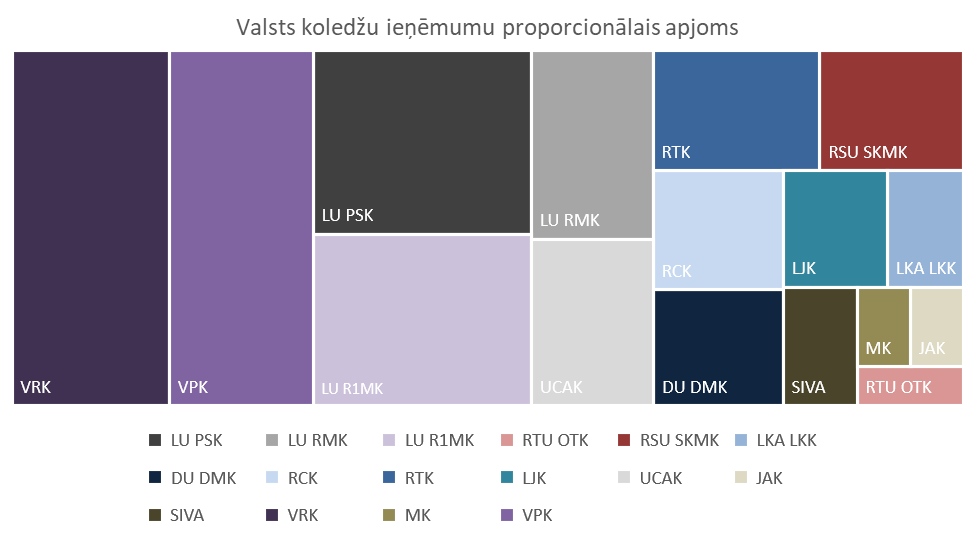 Valsts koledžu ieņēmumu proporcionālais apjoms
RTK
RSU SKMK
LU PSK
LU RMK
RCK
LJK
LKA LKK
MK
JAK
VRK
VPK
LU R1MK
UCAK
DU DMK
SIVA
RTU OTK
LU PSK
LU RMK
LU R1MK
RTU OTK
RSU SKMK
LKA LKK
DU DMK
RCK
RTK
LJK
UCAK
JAK
SIVA
VRK
MK
VPK